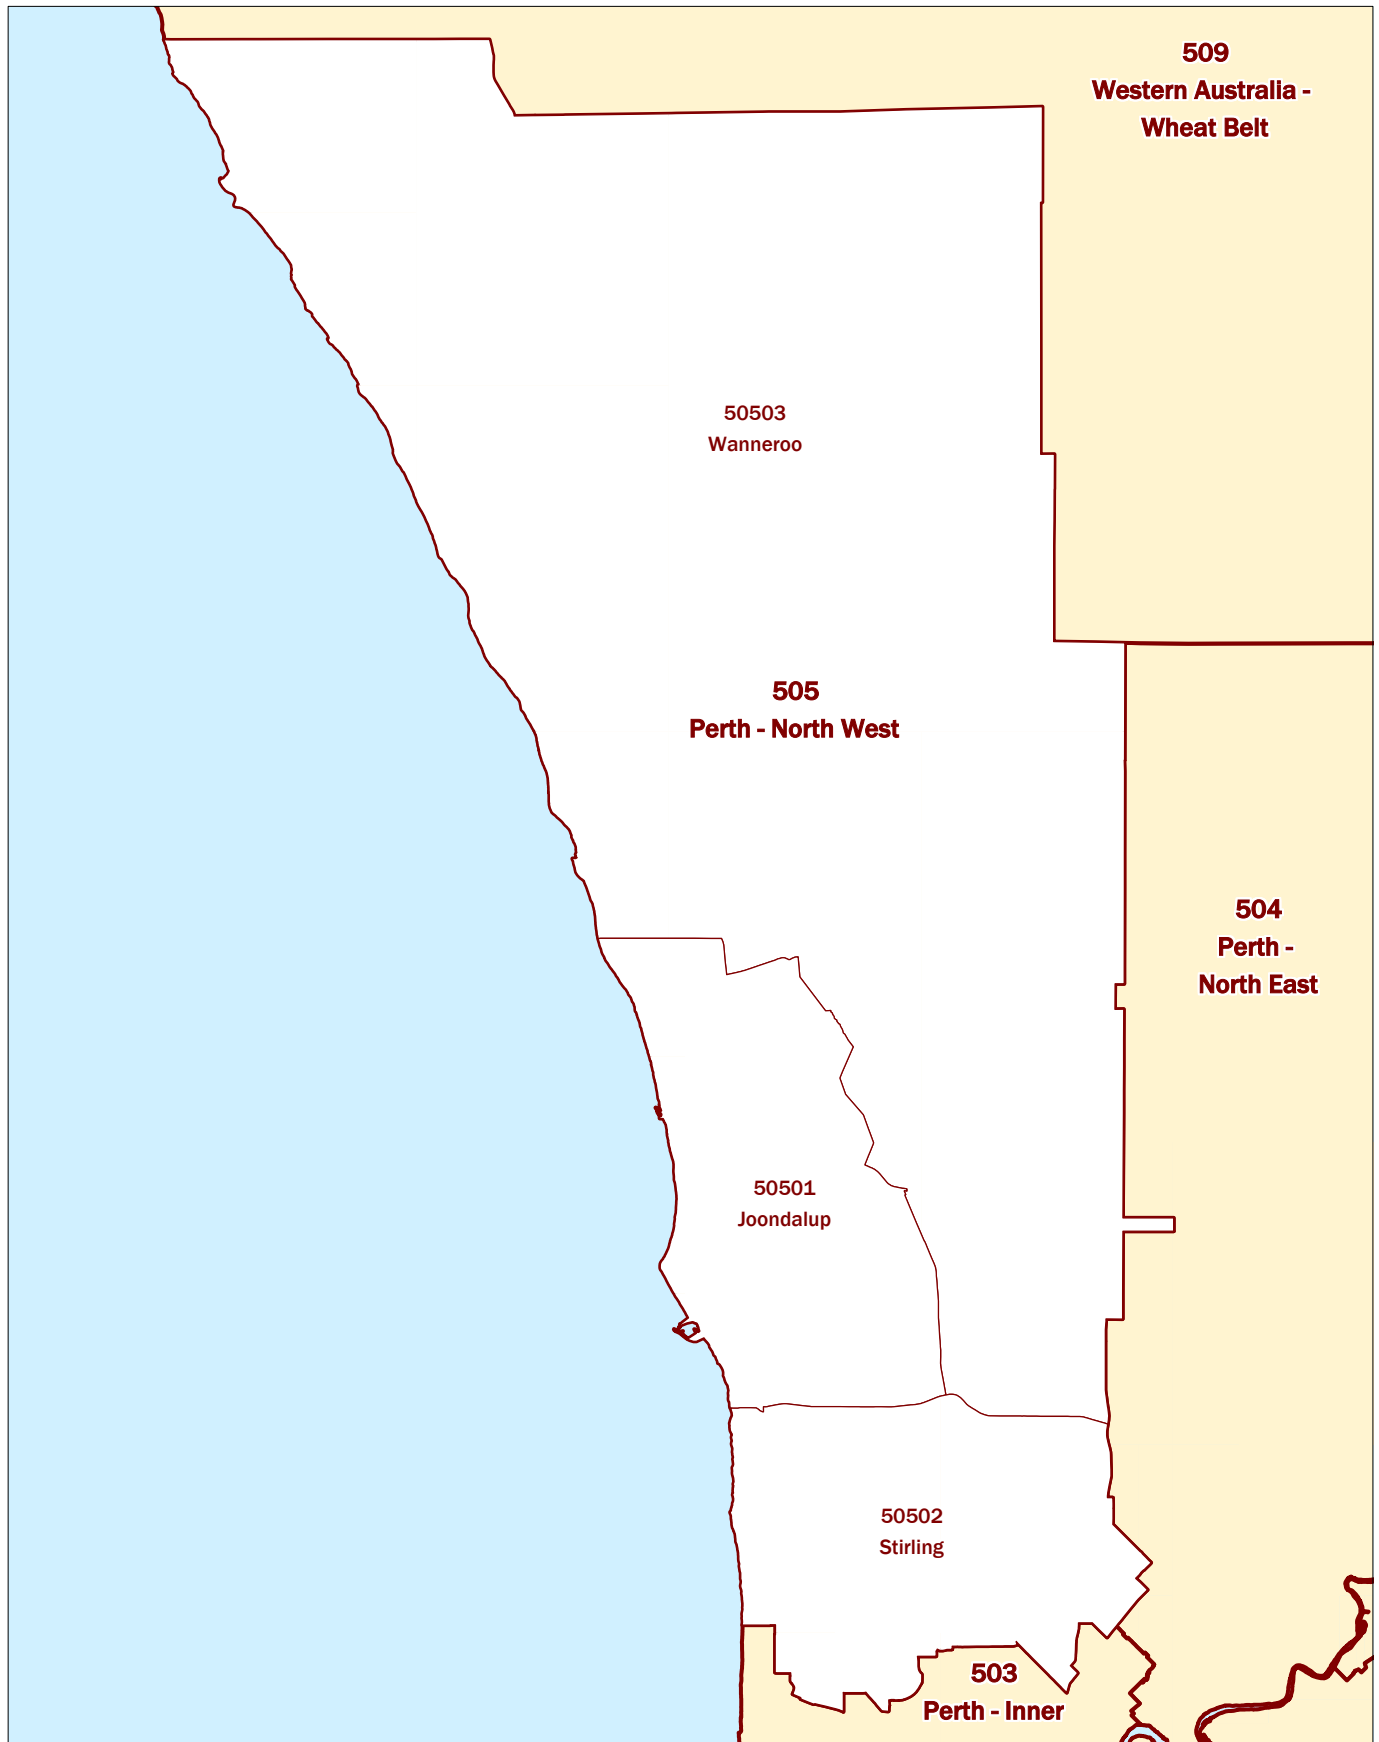 509
Western Australia -
Wheat Belt
50503
Wanneroo
505
Perth - North West
504
Perth -
North East
50501
Joondalup
50502
Stirling
503
Perth - Inner